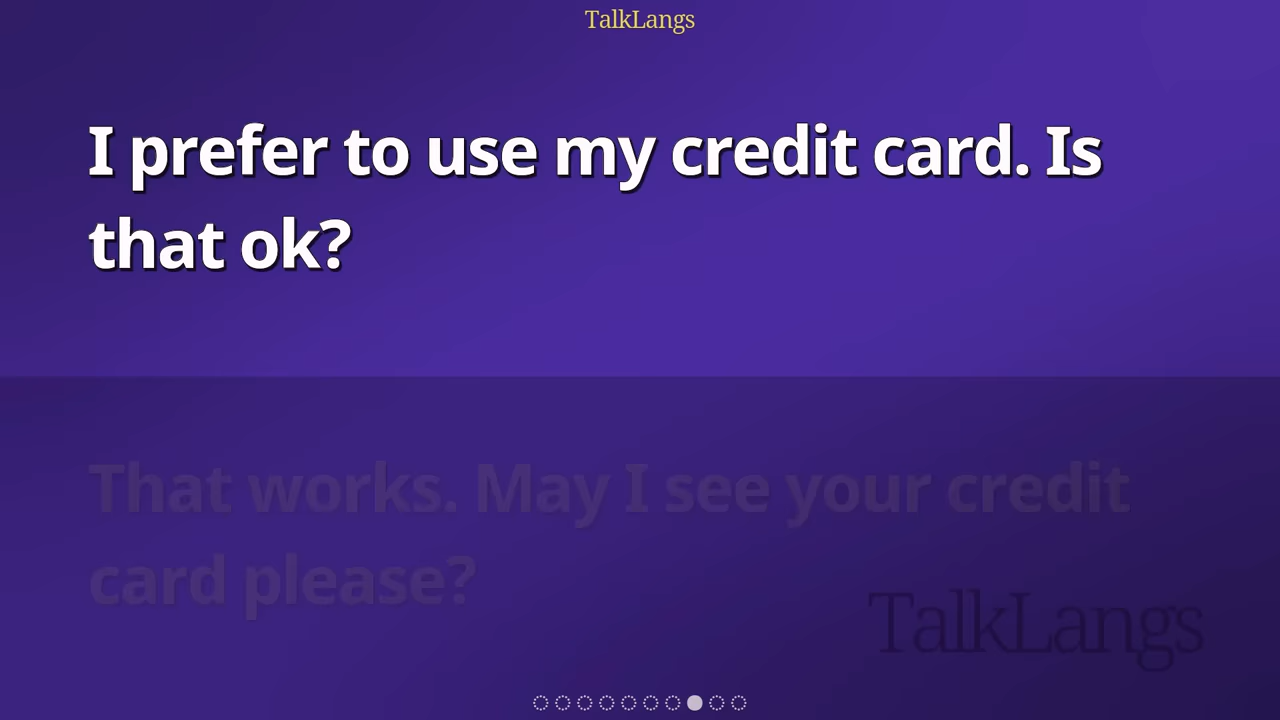 TalkLangs
I prefer to use my credit card. Is
that ok?
That works. May I see your credit
card please?
TalkLangs